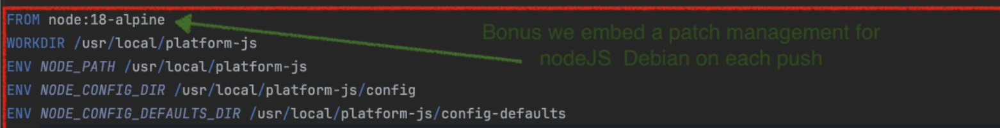 FROM node:18-alpine
WORKDIR /usr/local/platform-js
ENV NODE_PATH /usr/local/platform-js
ENV NODE_CONFIG_DIR /usr/local/platform-js/config
ENV NODE_CONFIG_DEFAULTS_DIR /usr/local/platform-js/config-defaults
Bonus we embed a patch management for
nodeJS Debian on each push